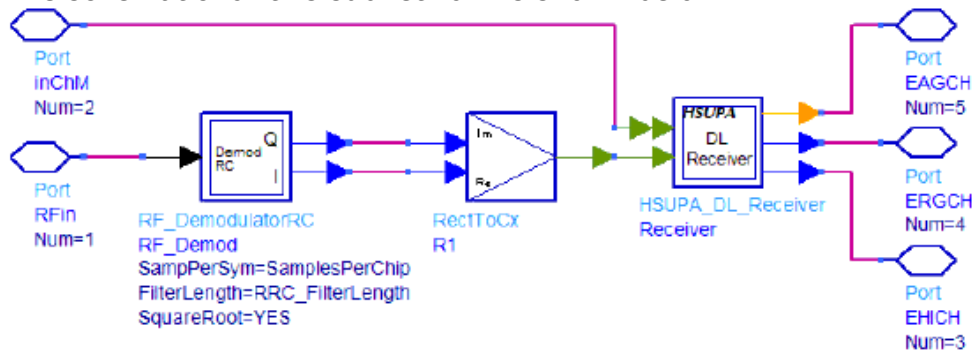 Port
inChM
Num=2
Port
RFin
Num=1
Demod
RC
Q
I
RF_DemodulatorRC
RF_Demod
SampPerSym=SamplesPerChip
FilterLength=RRC_FilterLength
SquareRoot=YES
Im
Re
RectToCx
R1
HSUPA
DL
Receiver
HSUPA_DL_Receiver
Receiver
Port
EAGCH
Num=5
Port
ERGCH
Num=4
Port
EHICH
Num=3